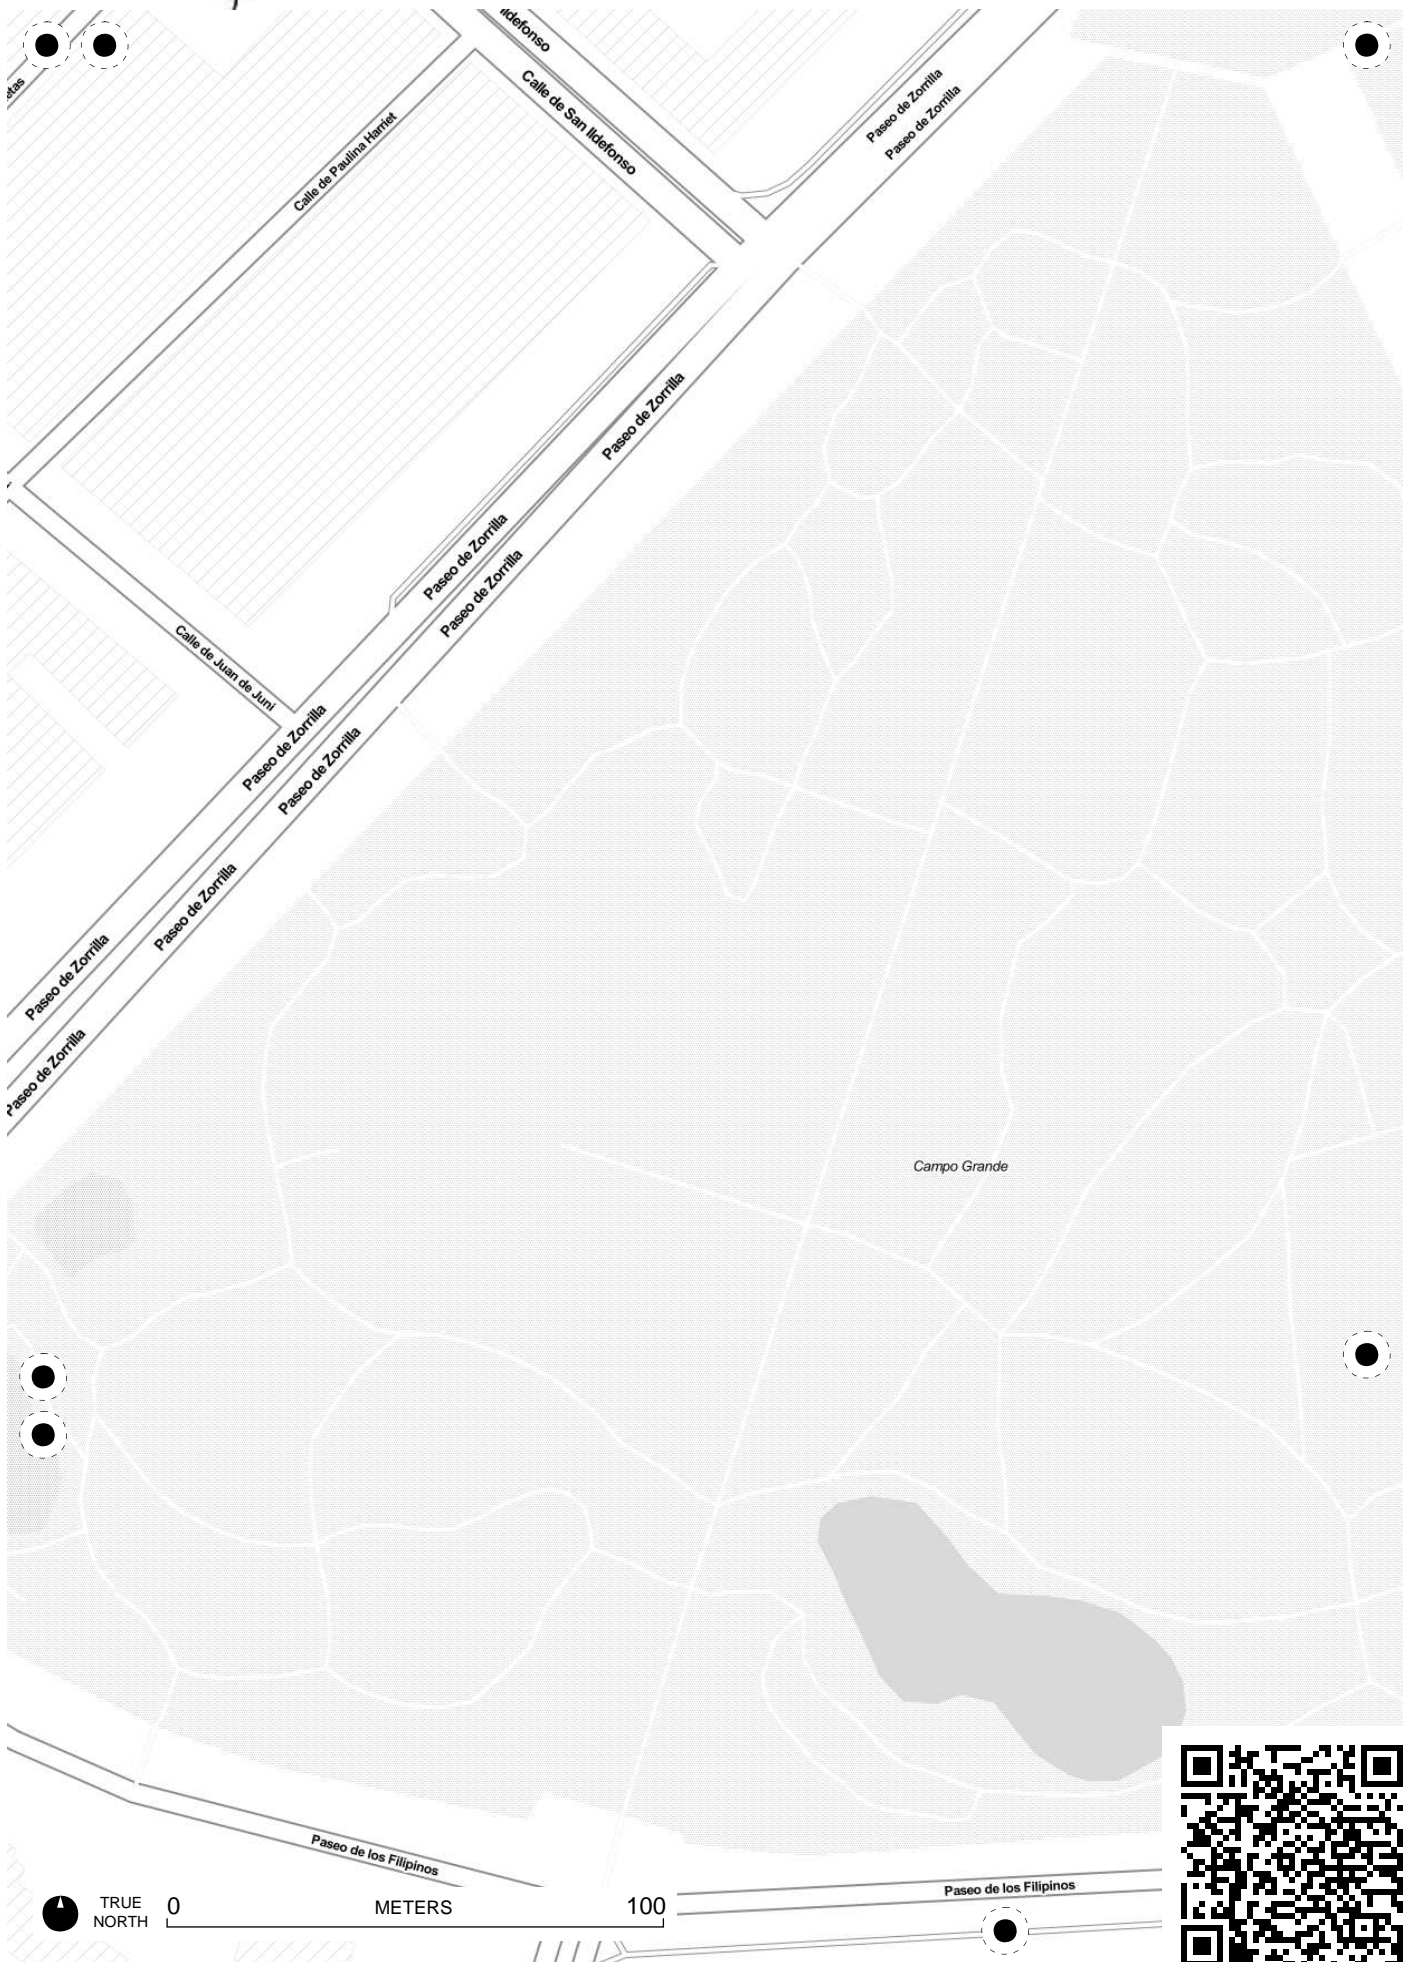 Ildefonso
Calle de San Ildefonso
Paseo de Zorrilla
Paseo de Zorrilla
Calle de Paulina Harriet
Paseo de Zorrilla
Paseo de Zorrilla
Paseo de Zorrilla
Calle de Juan de Juni
Paseo de Zorrilla
Paseo de Zorrilla
Paseo de Zorrilla
Paseo de Zorrilla
Paseo de Zorrilla
Campo Grande
Paseo de los Filipinos
Paseo de los Filipinos
TRUE
NORTH
0 METERS 100